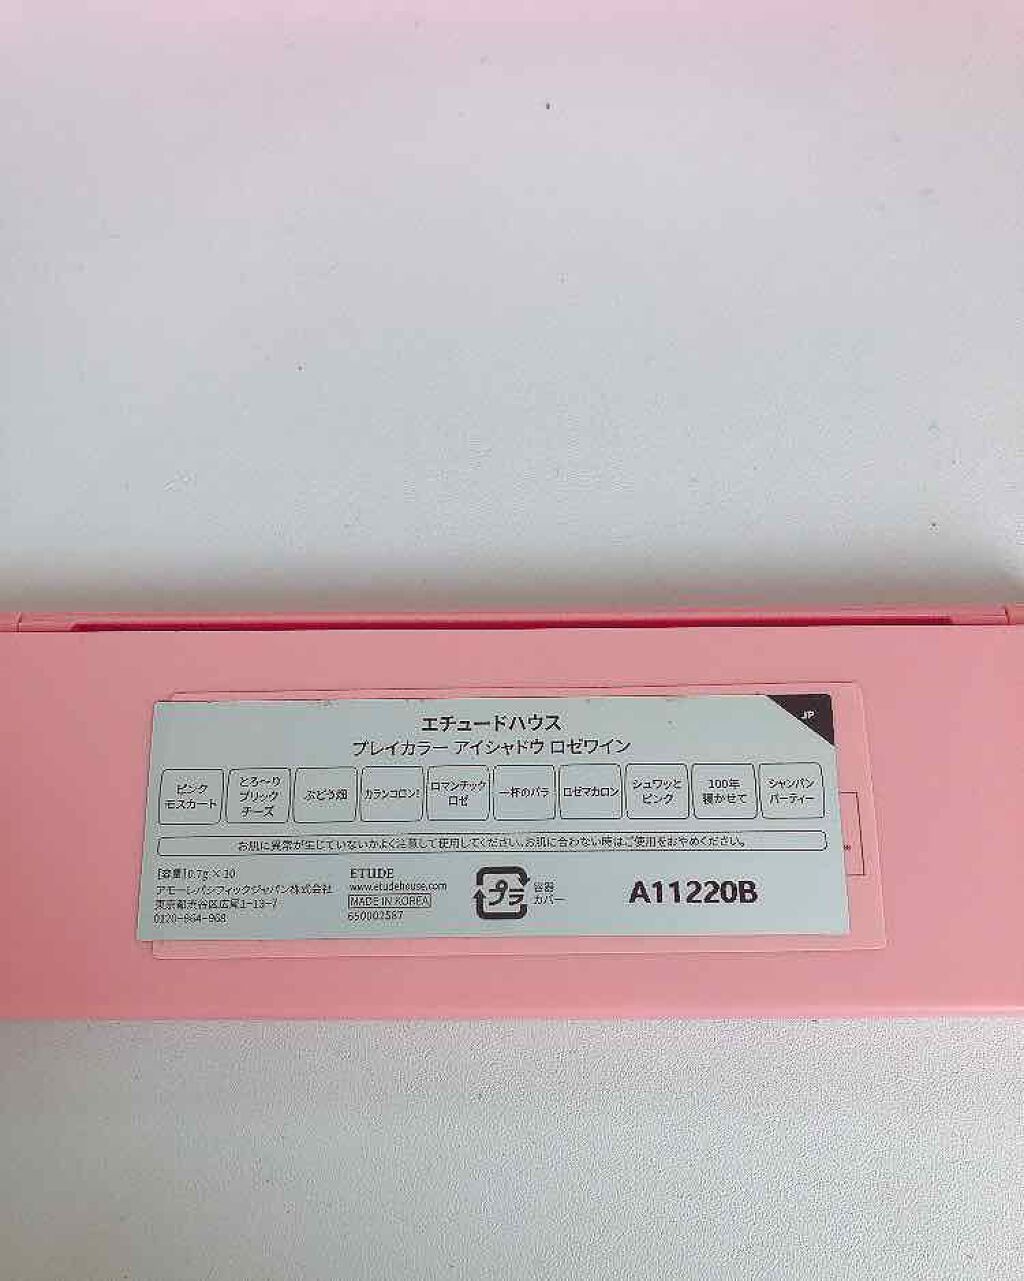 JP
エチュードハウス
プレイカラー アイシャドウ ロゼワイン
ピンク
モスカート
とろ～り
ブリック
チーズ
ぶどう畑
カランコロン!
ロマンチック
ロゼ
一杯のバラ
ロゼマカロン
シュワッと
ピンク
100年
寝かせて
シャンパン
パーティー
お肌に異常が生じていないかよく注意して使用してください。お肌に合わない時はご使用をおやめください。
[容量]0.7g×10
アモーレパシフィックジャパン株式会社
東京都渋谷区広尾1-13-7
0120-964-968
ETUDE
www.etudehouse.com
MADE IN KOREA
650002587
プラ
容器
カバー
A11220B